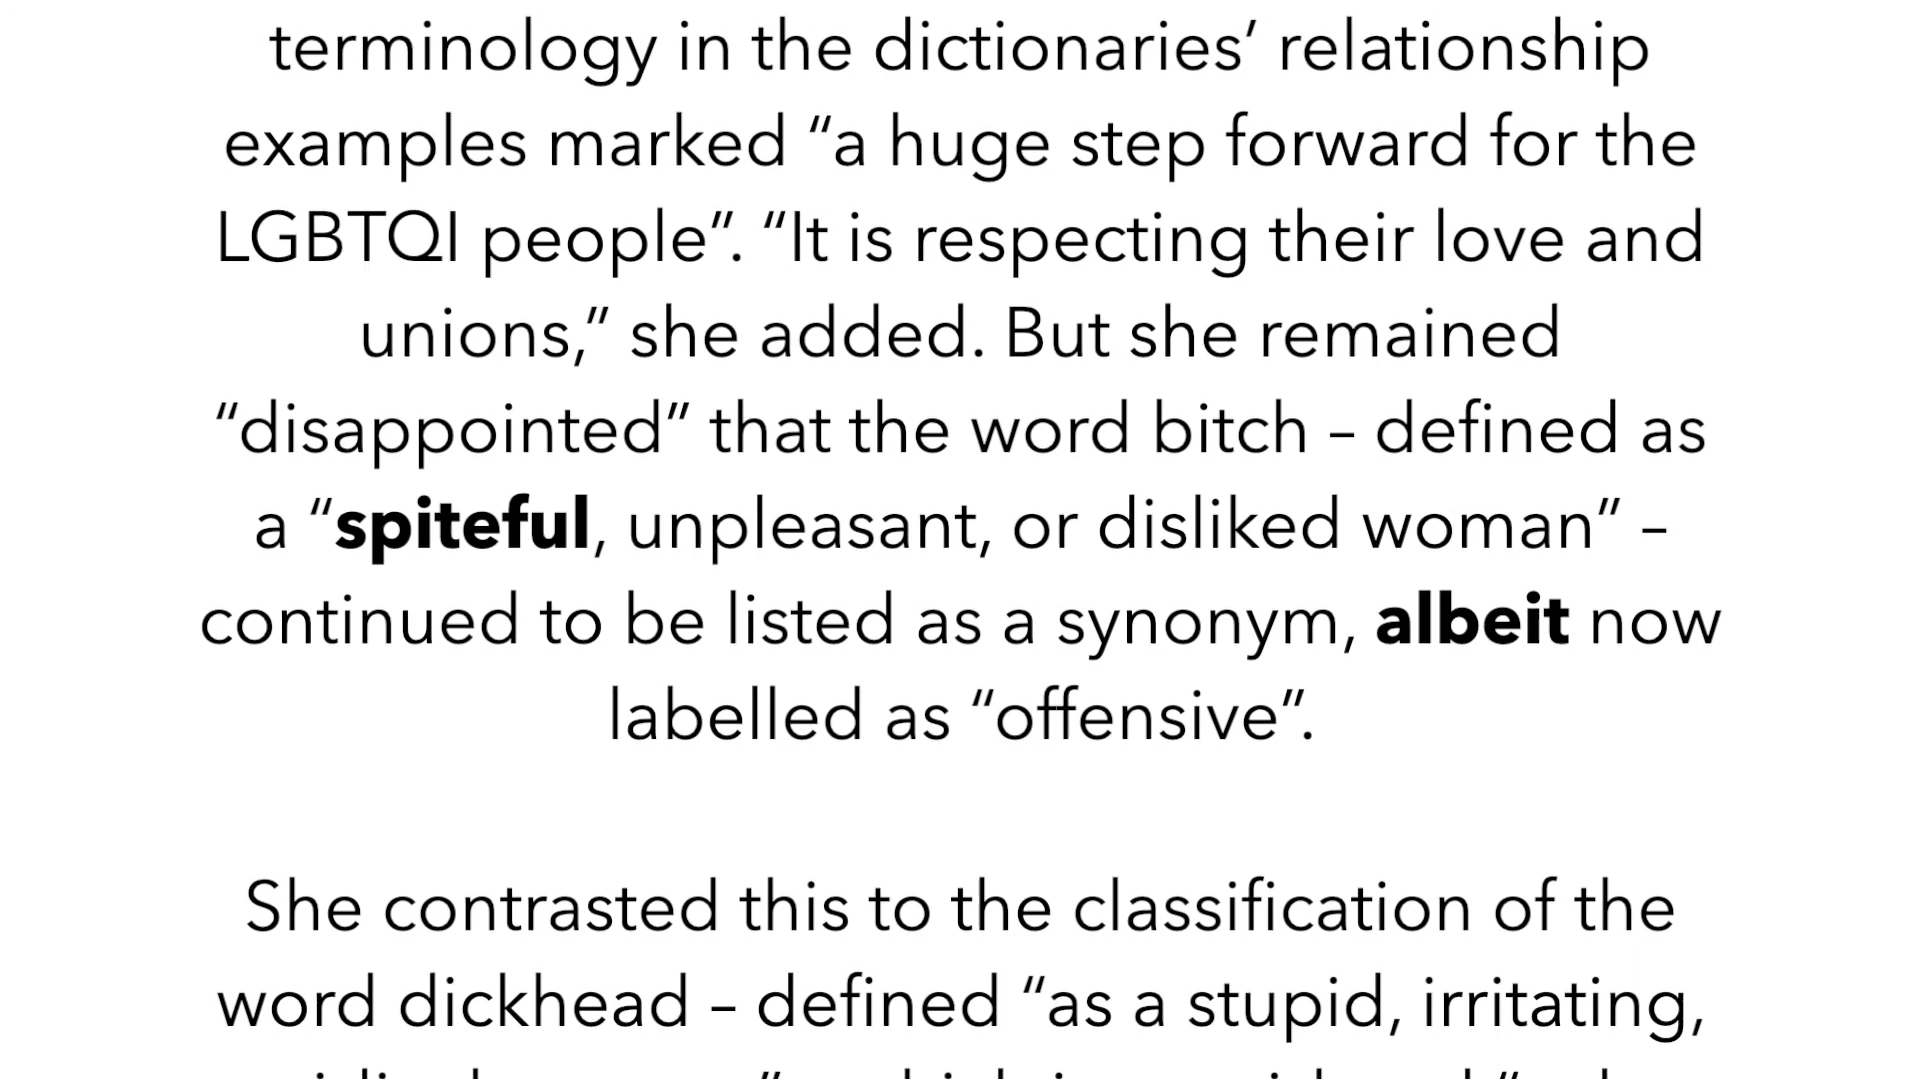 terminology in the dictionaries’ relationship
examples marked “a huge step forward for the
LGBTQI people”. “It is respecting their love and
unions,” she added. But she remained
“disappointed” that the word bitch – defined as
a “spiteful, unpleasant, or disliked woman” –
continued to be listed as a synonym, albeit now
labelled as “offensive”.
She contrasted this to the classification of the
word dickhead – defined “as a stupid, irritating,